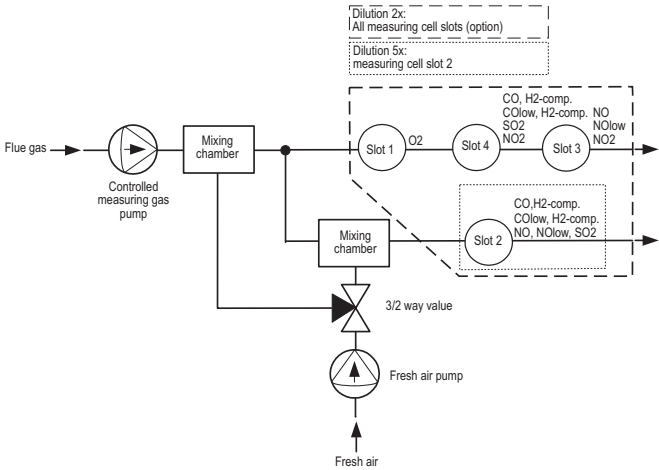 Dilution 2x:
All measuring cell slots (option)
Dilution 5x:
measuring cell slot 2
Flue gas
Controlled
measuring gas
pump
Mixing
chamber
Slot 1
O2
Slot 4
CO, H2-comp.
COlow, H2-comp.
SO2
NO2
Slot 3
NO
NOlow
NO2
Mixing
chamber
Slot 2
CO,H2-comp.
COlow, H2-comp.
NO, NOlow, SO2
3/2 way value
Fresh air pump
Fresh air